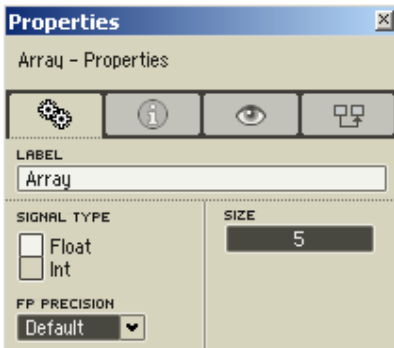 Properties
Array - Properties
LABEL
Array
SIGNAL TYPE
Float
Int
FP PRECISION
Default
SIZE
5